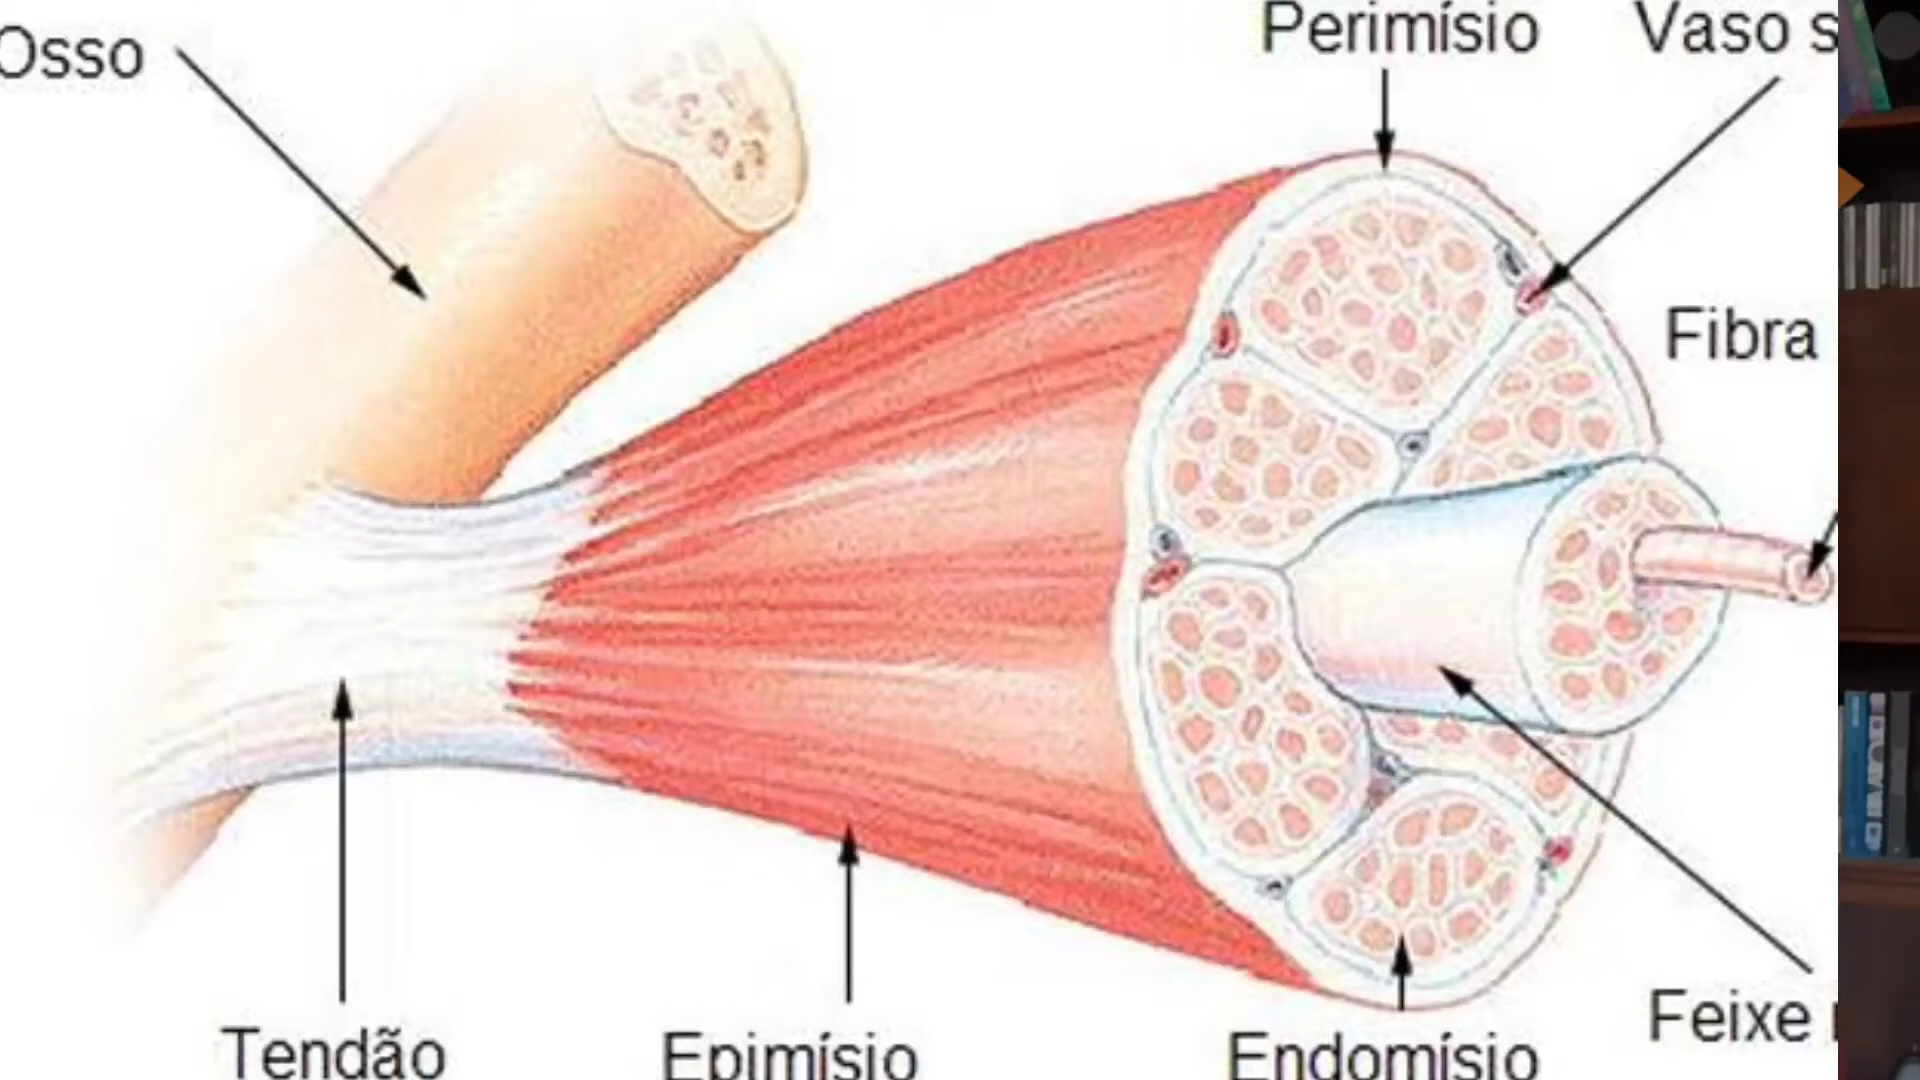 Osso
Perimísio
Vaso s
Fibra
Tendão
Epimísio
Endomísio
Feixe